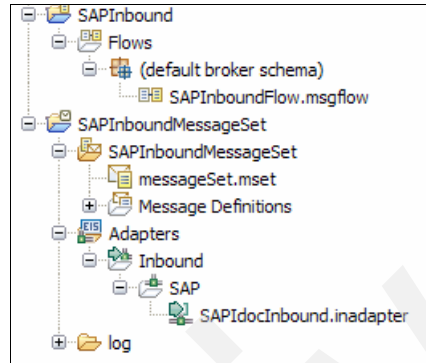 SAPInbound
Flows
(default broker schema)
SAPInboundFlow.msgflow
SAPInboundMessageSet
SAPInboundMessageSet
messageSet.mset
Message Definitions
EIS Adapters
Inbound
SAP
SAPIdocInbound.inadapter
log